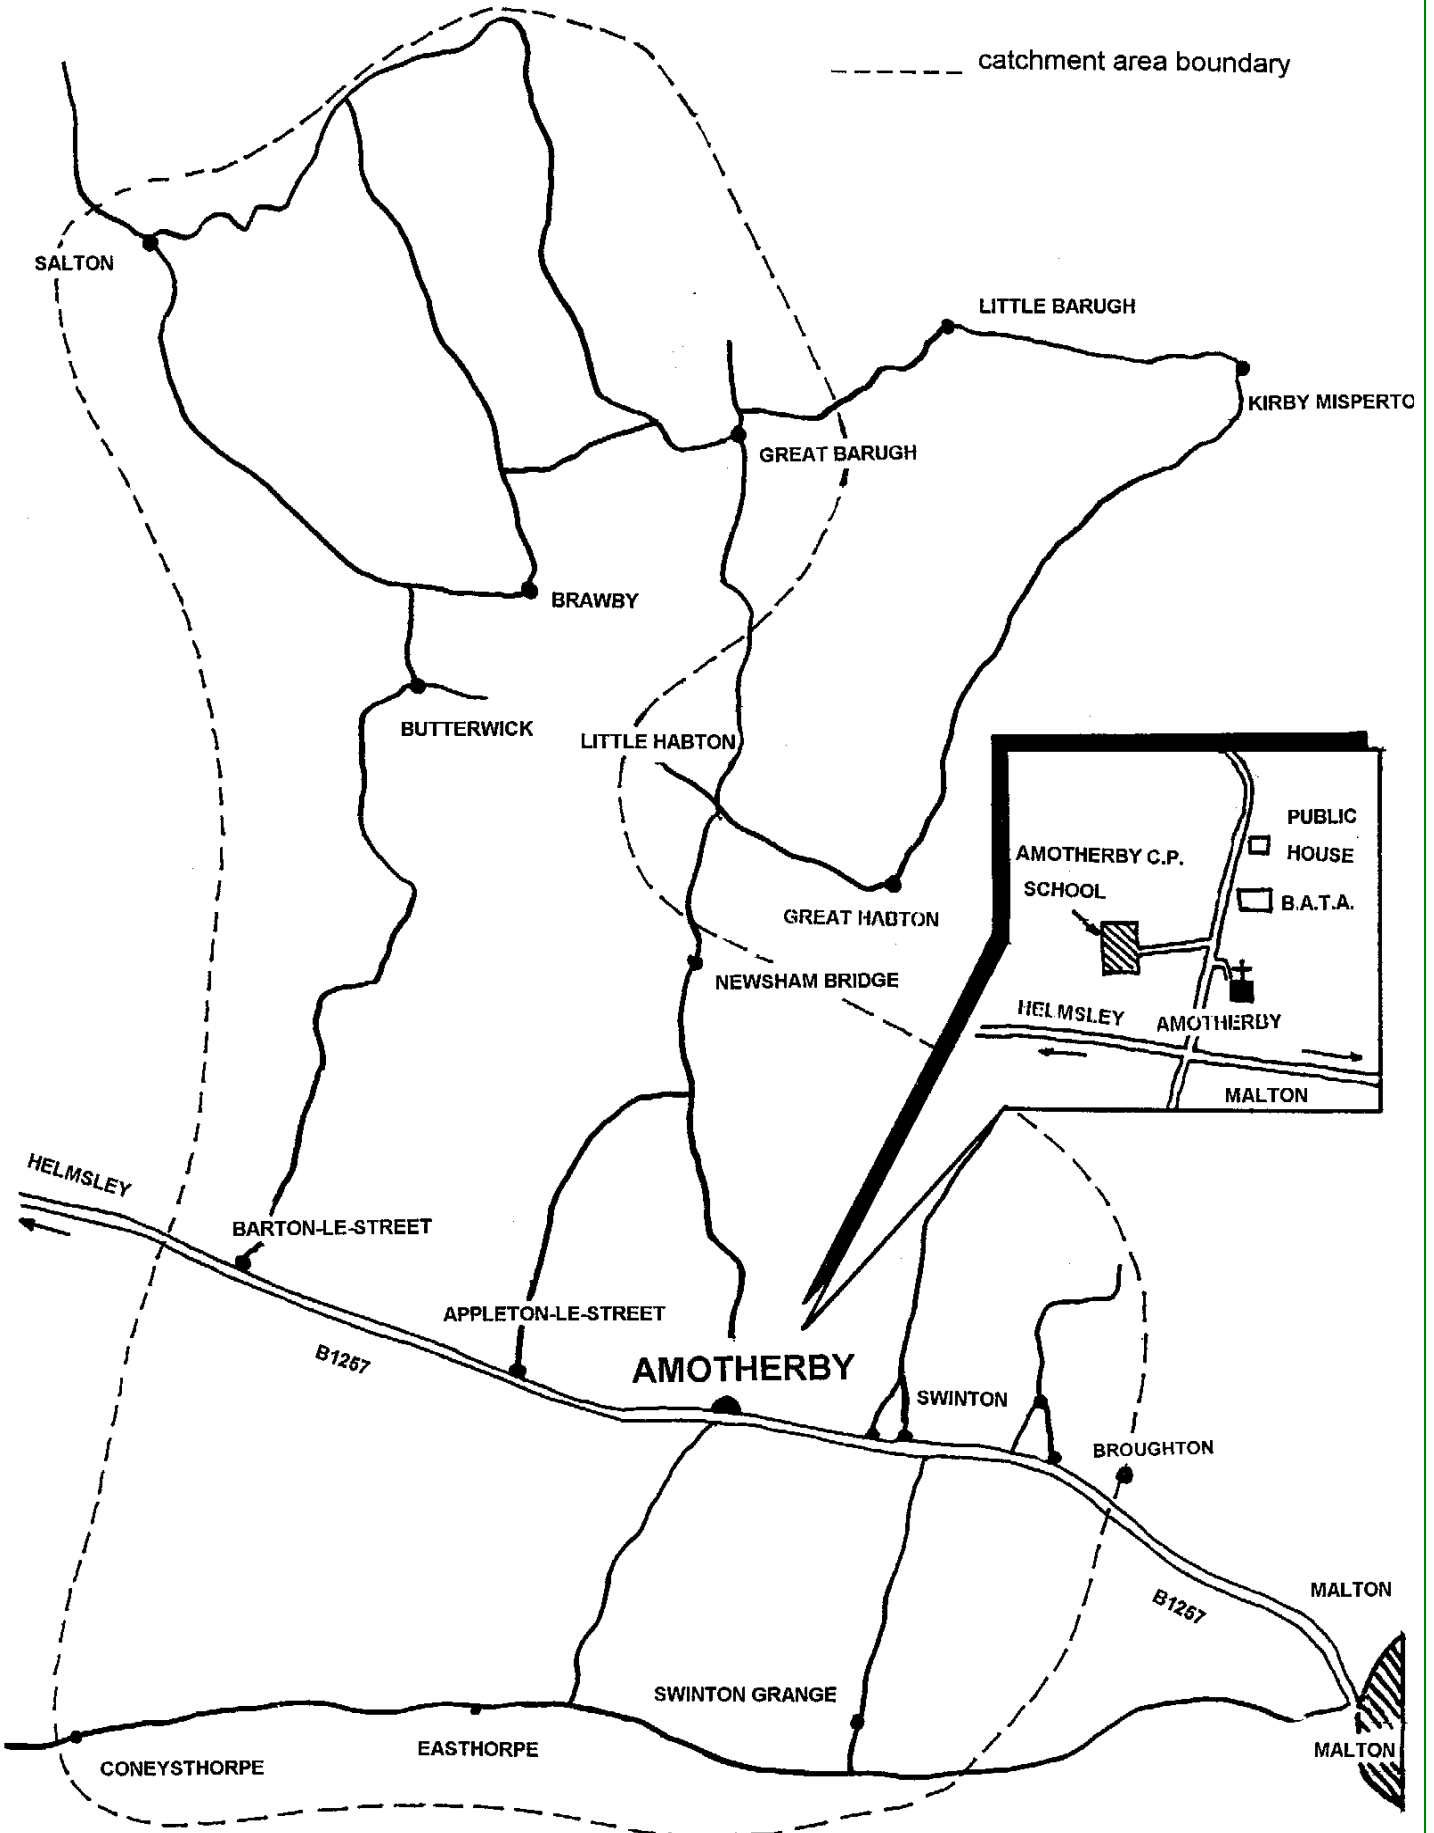 catchment area boundary
SALTON
LITTLE BARUGH
KIRBY MISPERTO
GREAT BARUGH
BRAWBY
BUTTERWICK
LITTLE HABTON
PUBLIC
HOUSE
AMOTHERBY C.P.
SCHOOL
B.A.T.A.
GREAT HABTON
NEWSHAM BRIDGE
HELMSLEY
AMOTHERBY
MALTON
HELMSLEY
BARTON-LE-STREET
APPLETON-LE-STREET
B1257
AMOTHERBY
SWINTON
BROUGHTON
MALTON
B1257
SWINTON GRANGE
EASTHORPE
CONEYSTHORPE
MALTON